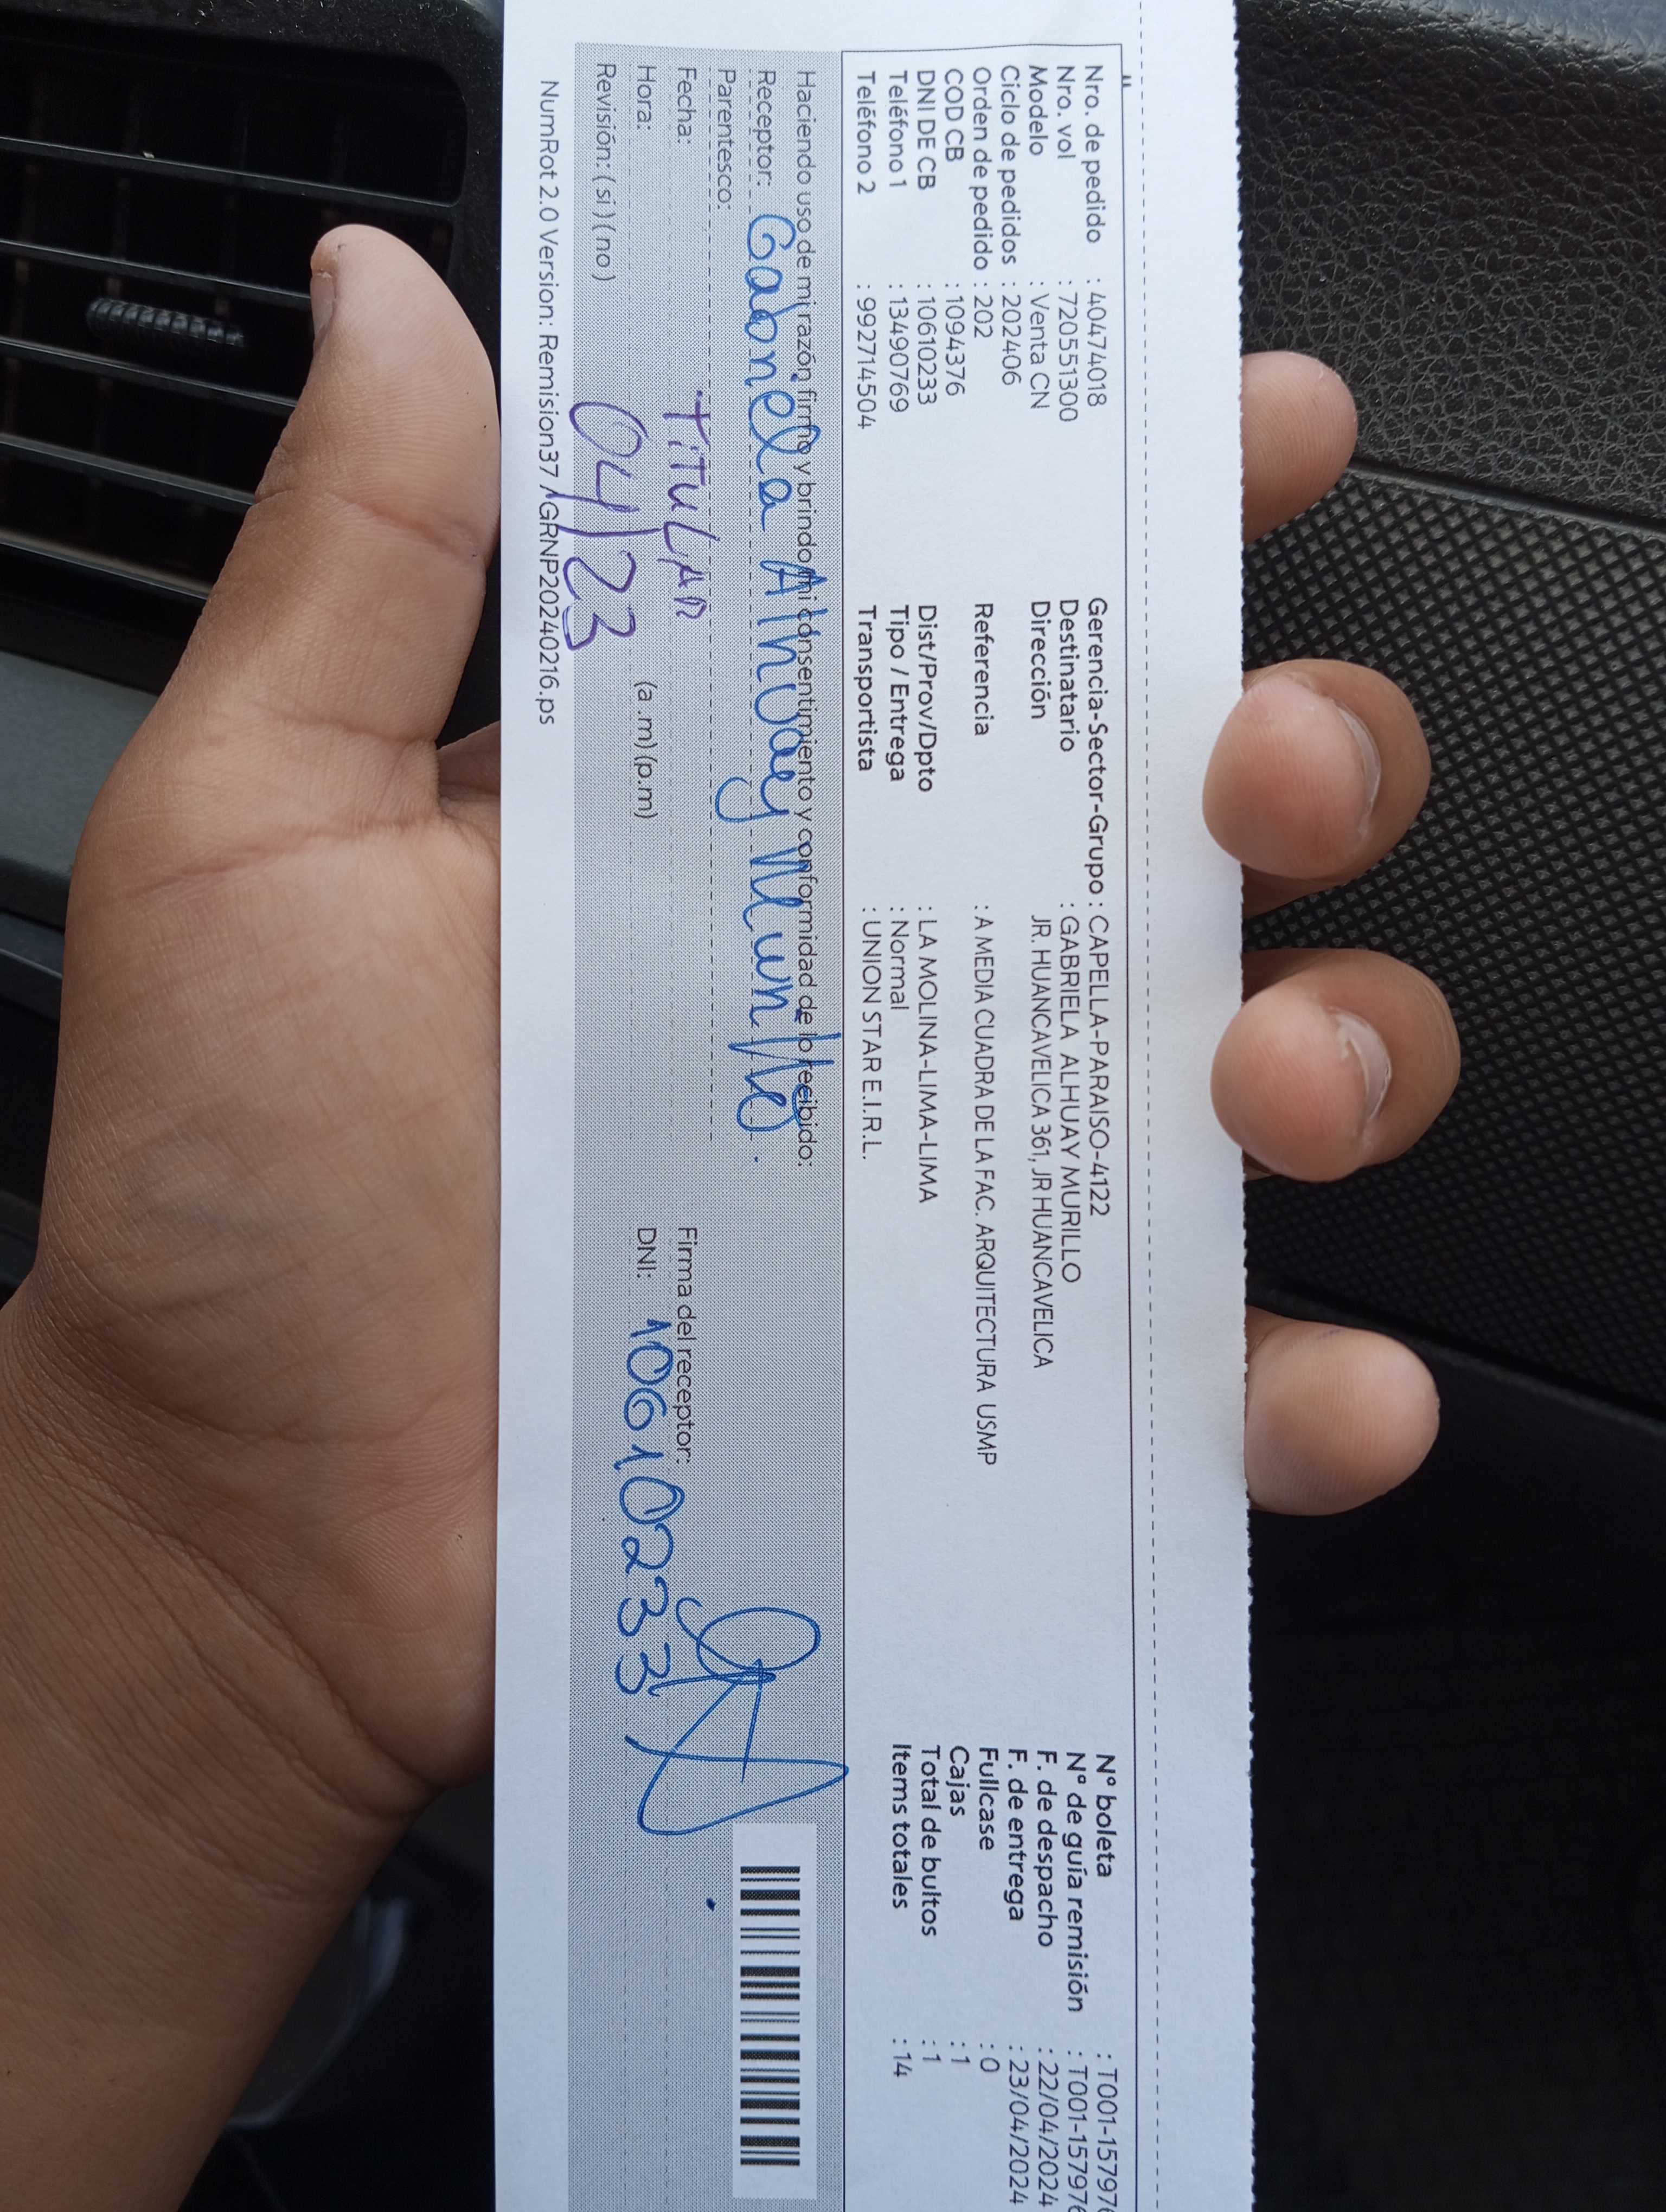 Nro. de pedido : 40474018
Nro. vol : 720551300
Modelo : Venta CN
Ciclo de pedidos : 202406
Orden de pedido : 202
COD CB : 1094376
DNI DE CB : 10610233
Teléfono 1 : 13490769
Teléfono 2 : 992714504
Gerencia-Sector-Grupo : CAPELLA-PARAISO-4122
Destinatario : GABRIELA ALHUAY MURILLO
Dirección JR. HUANCAVELICA 361, JR HUANCAVELICA
Referencia : A MEDIA CUADRA DE LA FAC. ARQUITECTURA USMP
Dist/Prov/Dpto : LA MOLINA-LIMA-LIMA
Tipo / Entrega : Normal
Transportista : UNION STAR E.I.R.L.
N° boleta : T001-15797
N° de guía remisión : T001-15797
F. de despacho : 22/04/2024
F. de entrega : 23/04/2024
Fullcase : 0
Cajas : 1
Total de bultos : 1
Items totales : 14
Haciendo uso de mi razón firmo y brindo mi consentimiento y conformidad de lo recibido:
Receptor: Gabriela Alhuay Murillo.
Parentesco: TITULAR
Fecha: 04/23
Hora: (a .m) (p.m)
Revisión: ( si ) ( no )
Firma del receptor:
DNI: 10610233
NumRot 2.0 Version: Remision37 / GRNP20240216.ps